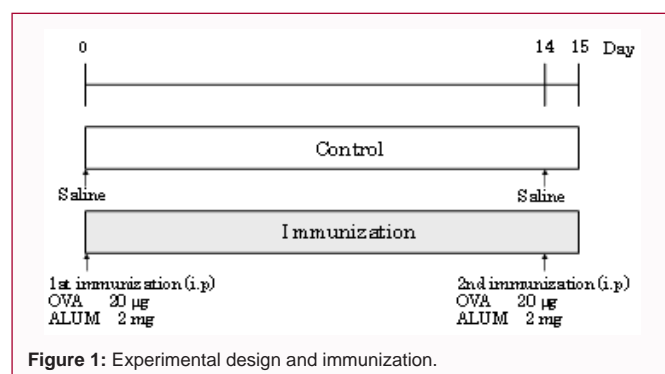 0 14 15 Day
Control
Saline Saline
Immunization
1st immunization (i.p) 2nd immunization (i.p)
OVA 20 μg OVA 20 μg
ALUM 2 mg ALUM 2 mg
Figure 1: Experimental design and immunization.